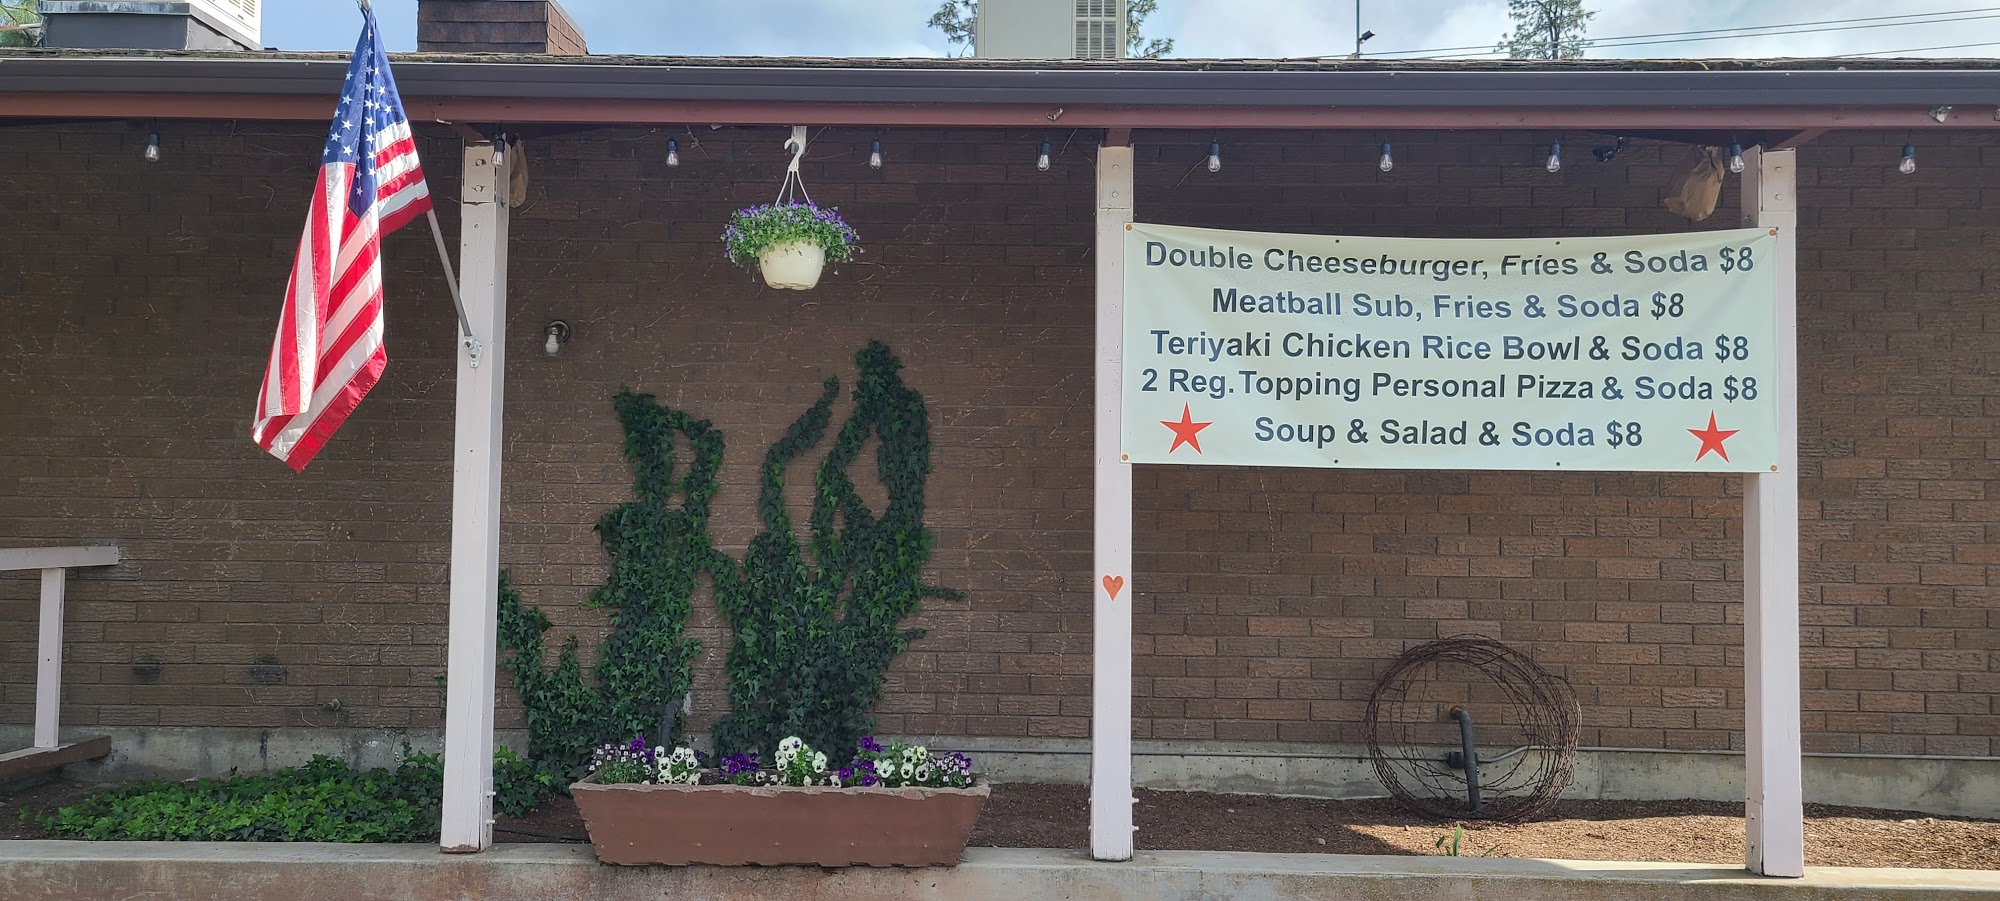 Double Cheeseburger, Fries & Soda $8
Meatball Sub, Fries & Soda $8
Teriyaki Chicken Rice Bowl & Soda $8
2 Reg. Topping Personal Pizza & Soda $8
Soup & Salad & Soda $8